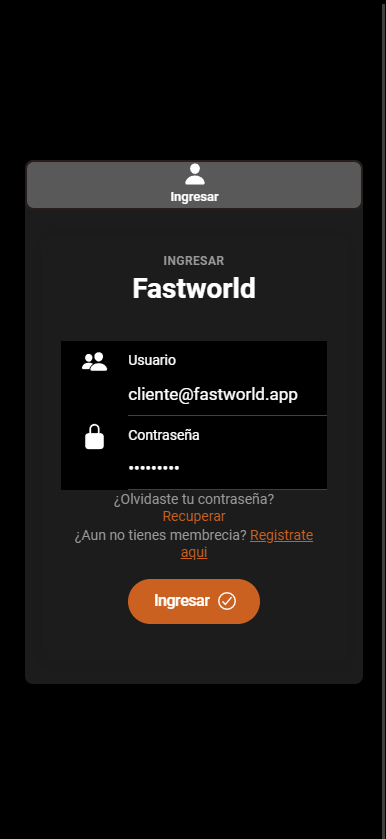 Ingresar
INGRESAR
Fastworld
Usuario
cliente@fastworld.app
Contraseña
•••••••••
¿Olvidaste tu contraseña?
Recuperar
¿Aun no tienes membrecia? Registrate
aqui
Ingresar